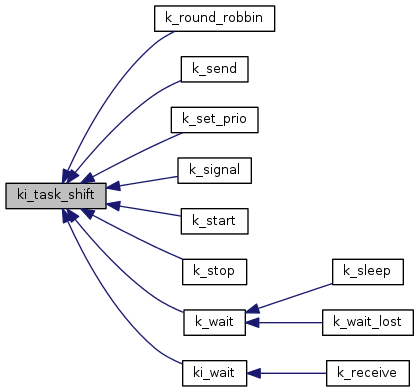 k_round_robbin
k_send
k_set_prio
ki_task_shift
k_signal
k_start
k_stop
k_sleep
k_wait
k_wait_lost
ki_wait
k_receive